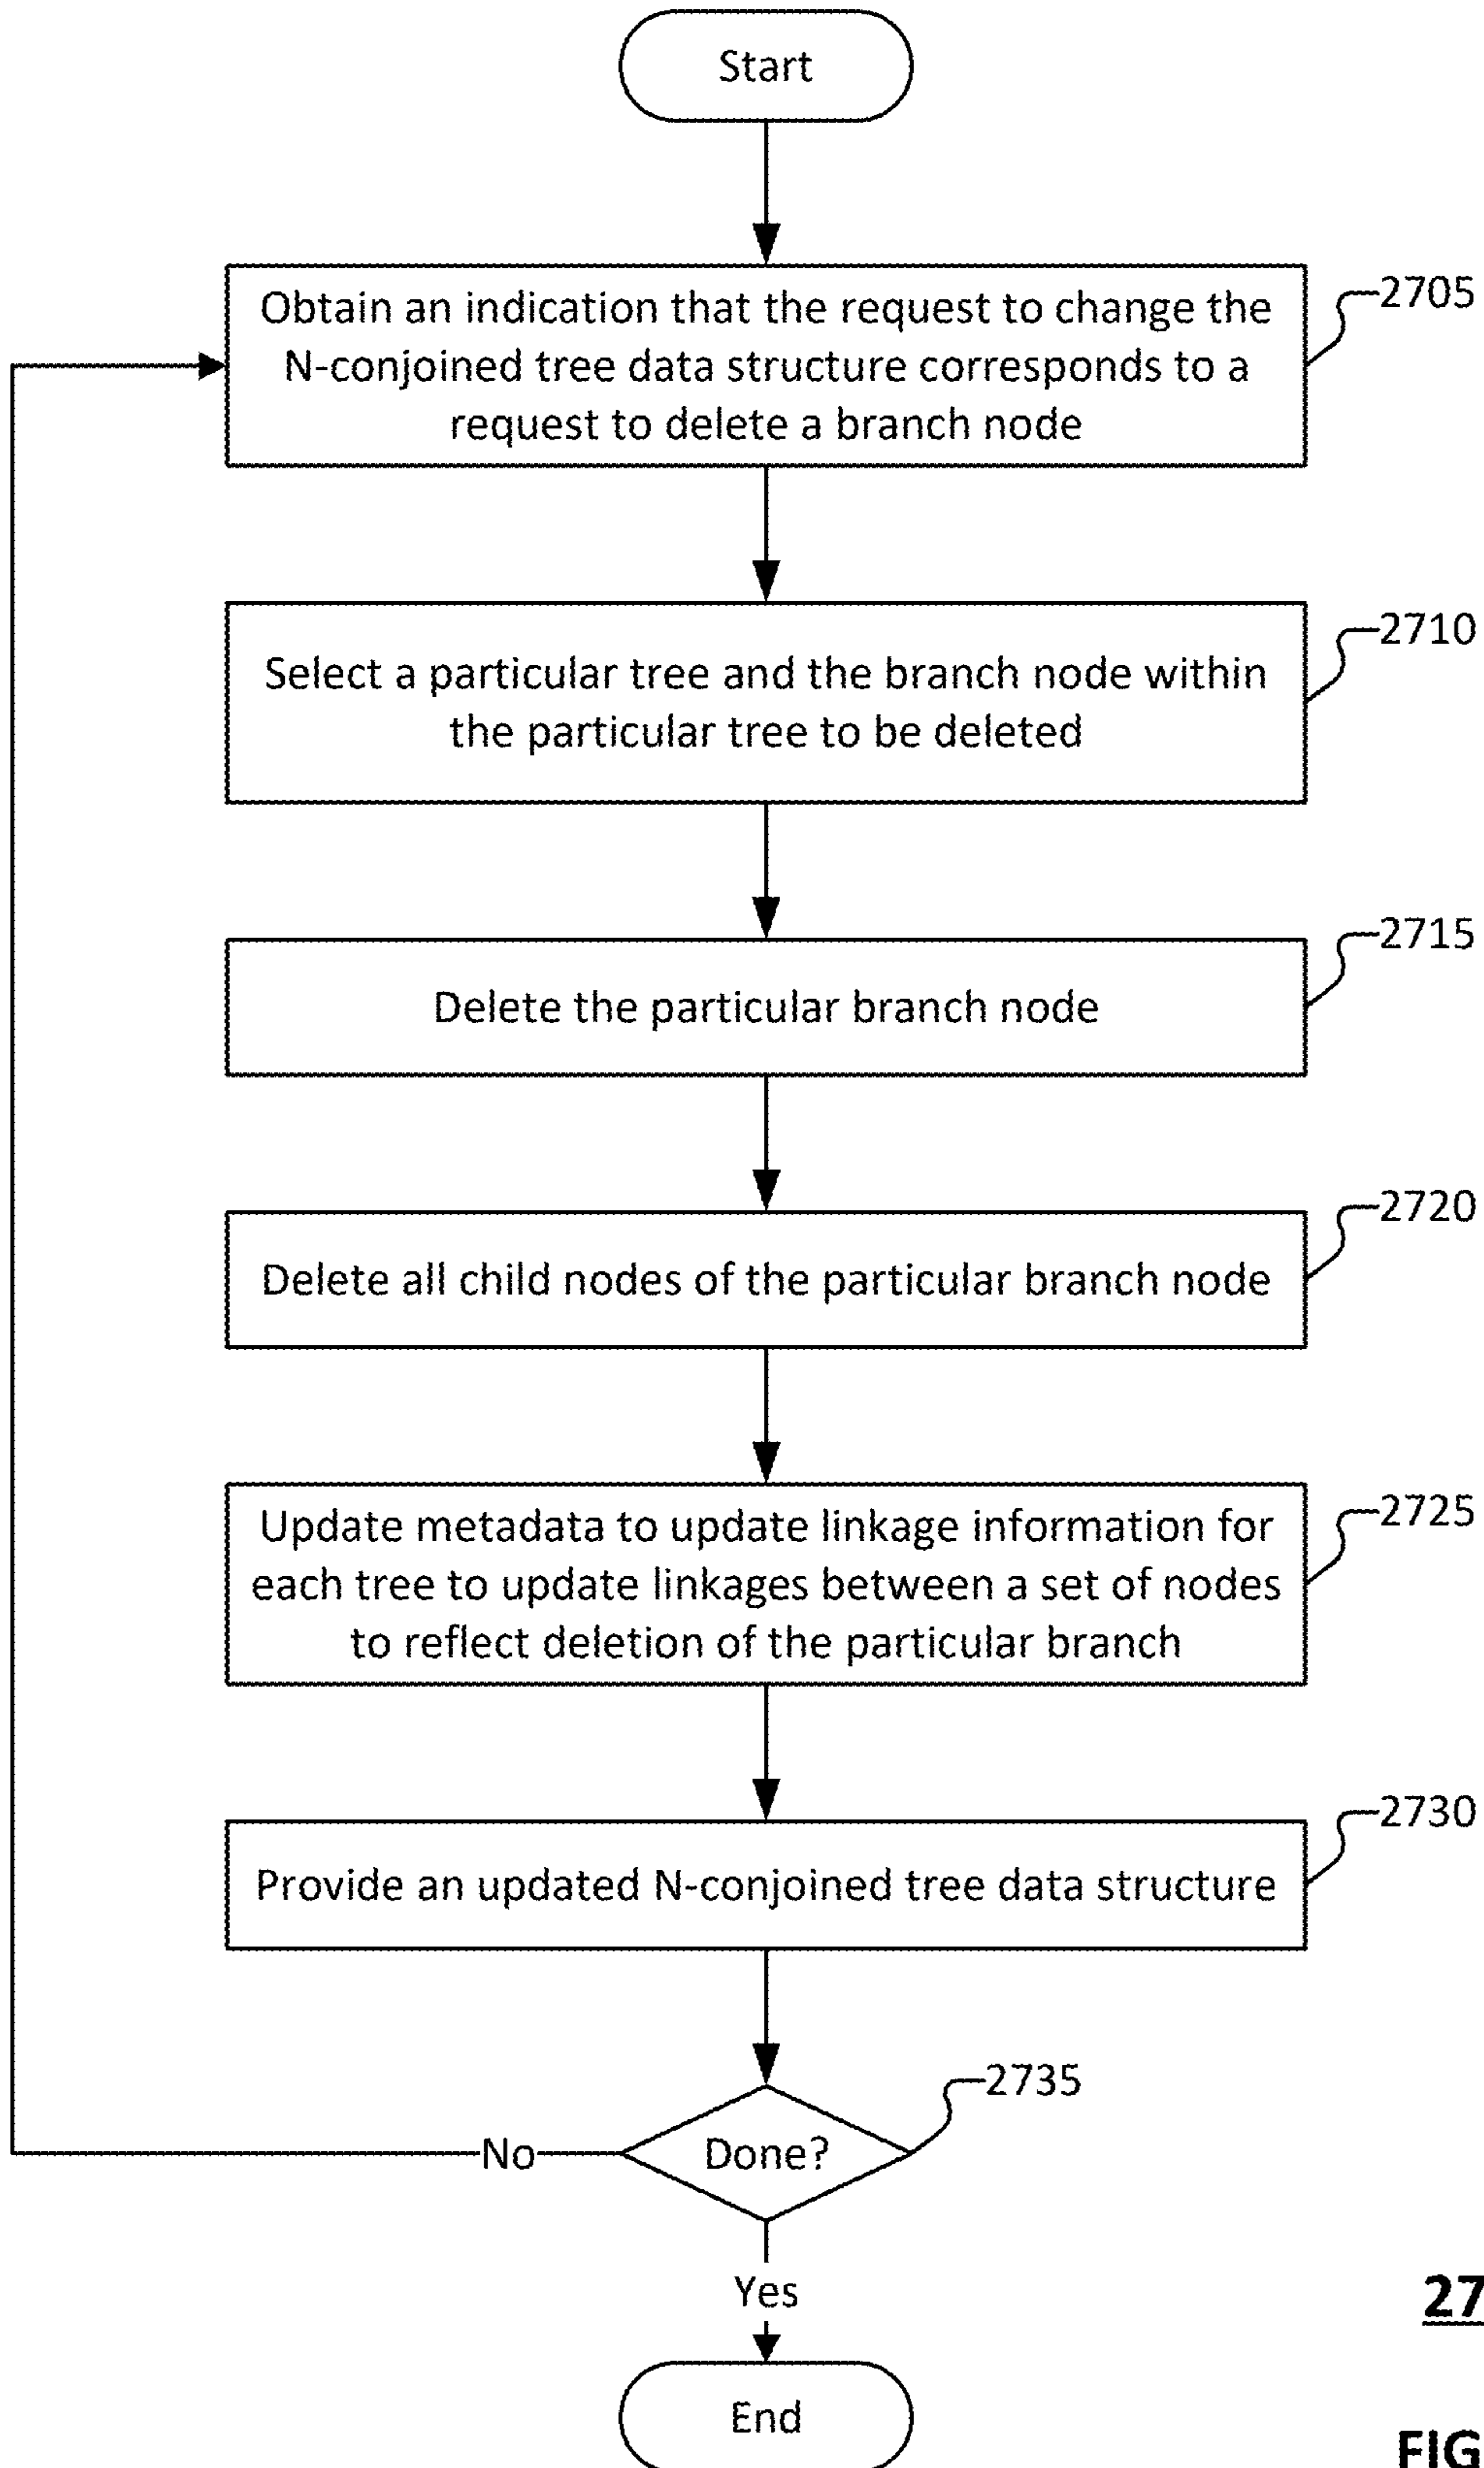 Start
Obtain an indication that the request to change the
N-conjoined tree data structure corresponds to a
request to delete a branch node
2705
Select a particular tree and the branch node within
the particular tree to be deleted
2710
Delete the particular branch node
2715
Delete all child nodes of the particular branch node
2720
Update metadata to update linkage information for
each tree to update linkages between a set of nodes
to reflect deletion of the particular branch
2725
Provide an updated N-conjoined tree data structure
2730
Done?
2735
No
Yes
End
27
FIG